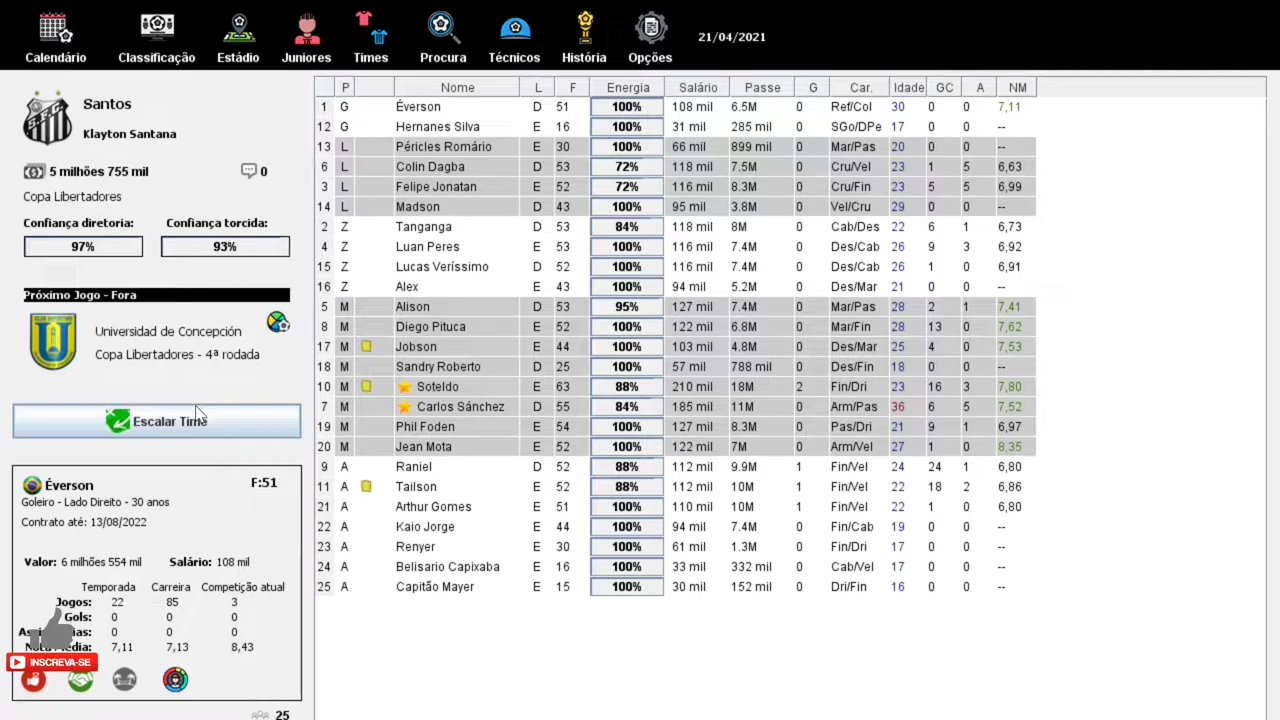 Calendário Classificação Estádio Juniores Times Procura Técnicos História Opções 21/04/2021
Santos
Klayton Santana
5 milhões 755 mil 0
Copa Libertadores
Confiança diretoria: Confiança torcida:
97% 93%
Próximo Jogo - Fora
Universidad de Concepción
Copa Libertadores - 4ª rodada
Escalar Time
Éverson F:51
Goleiro - Lado Direito - 30 anos
Contrato até: 13/08/2022
Valor: 6 milhões 554 mil Salário: 108 mil
Temporada Carreira Competição atual
Jogos: 22 85 3
Gols: 0 0 0
0 0 0
7,11 7,13 8,43
INSCREVA-SE
25
P Nome L F Energia Salário Passe G Car. Idade GC A NM
1 G Éverson D 51 100% 108 mil 6.5M 0 Ref/Col 30 0 0 7,11
12 G Hernanes Silva E 16 100% 31 mil 285 mil 0 SGo/DPe 17 0 0 --
13 L Péricles Romário E 30 100% 66 mil 899 mil 0 Mar/Pas 20 0 0 --
6 L Colin Dagba D 53 72% 118 mil 7.5M 0 Cru/Vel 23 1 5 6,63
3 L Felipe Jonatan E 52 72% 116 mil 8.3M 0 Cru/Fin 23 5 5 6,99
14 L Madson D 43 100% 95 mil 3.8M 0 Vel/Cru 29 0 0 --
2 Z Tanganga D 53 84% 118 mil 8M 0 Cab/Des 22 6 1 6,73
4 Z Luan Peres E 53 100% 116 mil 7.4M 0 Des/Cab 26 9 3 6,92
15 Z Lucas Veríssimo D 52 100% 116 mil 7.4M 0 Des/Cab 26 1 0 6,91
16 Z Alex E 43 100% 94 mil 5.2M 0 Des/Mar 21 0 0 --
5 M Alison D 53 95% 127 mil 7.4M 0 Mar/Pas 28 2 1 7,41
8 M Diego Pituca E 52 100% 122 mil 6.8M 0 Mar/Fin 28 13 0 7,62
17 M Jobson E 44 100% 103 mil 4.8M 0 Des/Mar 25 4 0 7,53
18 M Sandry Roberto D 25 100% 57 mil 788 mil 0 Des/Fin 18 0 0 --
10 M Soteldo E 63 88% 210 mil 18M 2 Fin/Dri 23 16 3 7,80
7 M Carlos Sánchez D 55 84% 185 mil 11M 0 Arm/Pas 36 6 5 7,52
19 M Phil Foden E 54 100% 127 mil 8.3M 0 Pas/Dri 21 9 1 6,97
20 M Jean Mota E 52 100% 122 mil 7M 0 Arm/Vel 27 1 0 8,35
9 A Raniel D 52 88% 112 mil 9.9M 1 Fin/Vel 24 24 1 6,80
11 A Tailson E 52 88% 112 mil 10M 1 Fin/Vel 22 18 2 6,86
21 A Arthur Gomes E 51 100% 110 mil 10M 1 Fin/Vel 22 1 0 6,80
22 A Kaio Jorge E 44 100% 94 mil 7.4M 0 Fin/Cab 19 0 0 --
23 A Renyer E 30 100% 61 mil 1.3M 0 Fin/Dri 17 0 0 --
24 A Belisario Capixaba E 16 100% 33 mil 332 mil 0 Cab/Vel 17 0 0 --
25 A Capitão Mayer E 15 100% 30 mil 152 mil 0 Dri/Fin 16 0 0 --